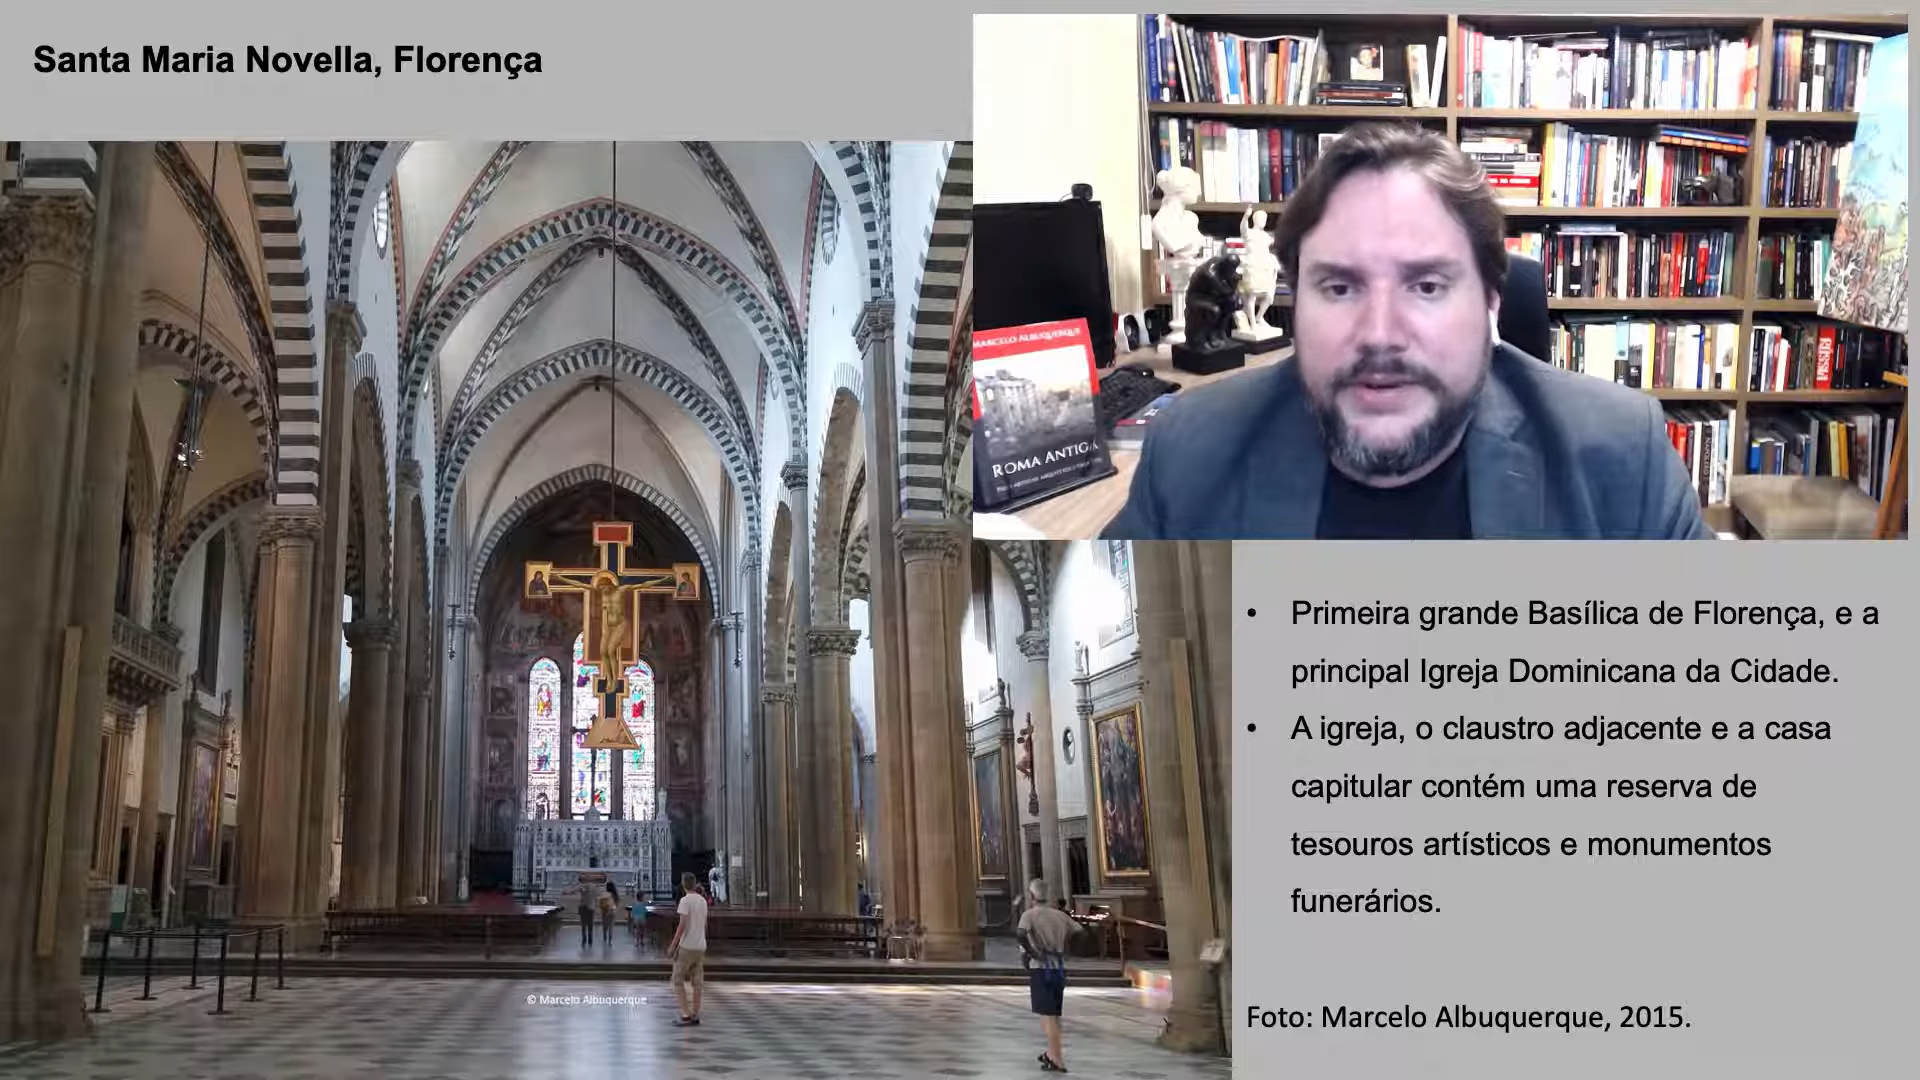 Santa Maria Novella, Florença
MARCELO ALBUQUERQUE
ROMA ANTIGA
• Primeira grande Basílica de Florença, e a
principal Igreja Dominicana da Cidade.
• A igreja, o claustro adjacente e a casa
capitular contém uma reserva de
tesouros artísticos e monumentos
funerários.
© Marcelo Albuquerque
Foto: Marcelo Albuquerque, 2015.